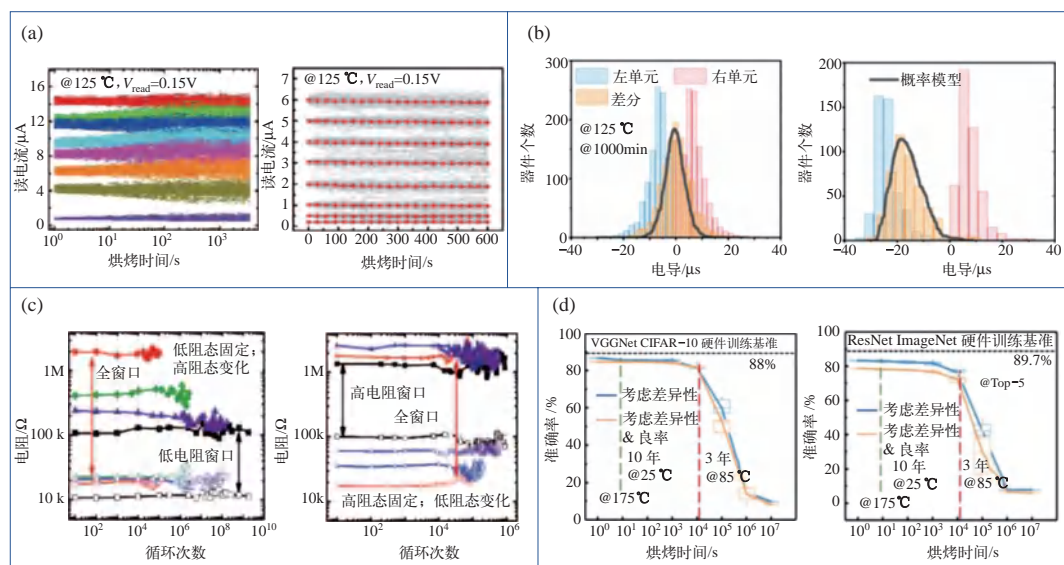 (a)
@125 ℃, Vread=0.15V
读电流/μA
16
12
8
4
0
10⁰
10¹
10²
10³
烘烤时间/s
@125 ℃, Vread=0.15V
读电流/μA
7
6
5
4
3
2
1
0
0
100
200
300
400
500
600
烘烤时间/s
(b)
左单元
右单元
差分
@125 ℃
@1000min
器件个数
300
200
100
0
−40
−20
0
20
40
电导/μs
概率模型
器件个数
200
150
100
50
0
−40
−20
0
20
40
电导/μs
(c)
低阻态固定;
高阻态变化
全窗口
低电阻窗口
电阻/Ω
1M
100 k
10 k
10²
10⁴
10⁶
10⁸
10¹⁰
循环次数
高电阻窗口
全窗口
高阻态固定; 低阻态变化
电阻/Ω
1M
100k
10k
10²
10⁴
10⁶
循环次数
(d)
VGGNet CIFAR-10 硬件训练基准
88%
考虑差异性
考虑差异性
& 良率
10 年
@25℃
3 年
@85℃
@175℃
准确率/%
100
80
60
40
20
0
10⁰
10¹
10²
10³
10⁴
10⁵
10⁶
10⁷
烘烤时间/s
ResNet ImageNet 硬件训练基准
89.7%
@Top-5
考虑差异性
考虑差异性
& 良率
10 年
@25℃
3 年
@85℃
@175℃
准确率/%
100
80
60
40
20
0
10⁰
10¹
10²
10³
10⁴
10⁵
10⁶
10⁷
烘烤时间/s